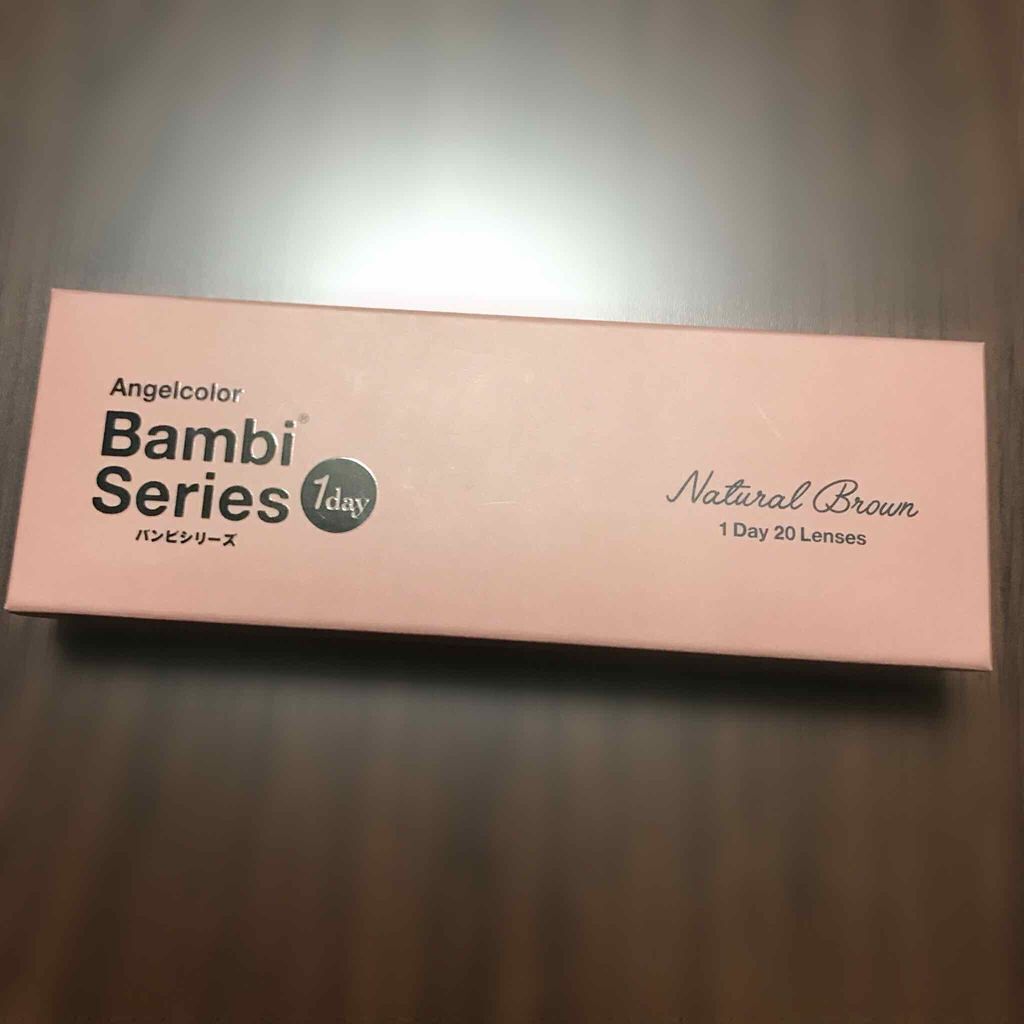 Angelcolor
Bambi®
Series 1day
バンビシリーズ
Natural Brown
1 Day 20 Lenses